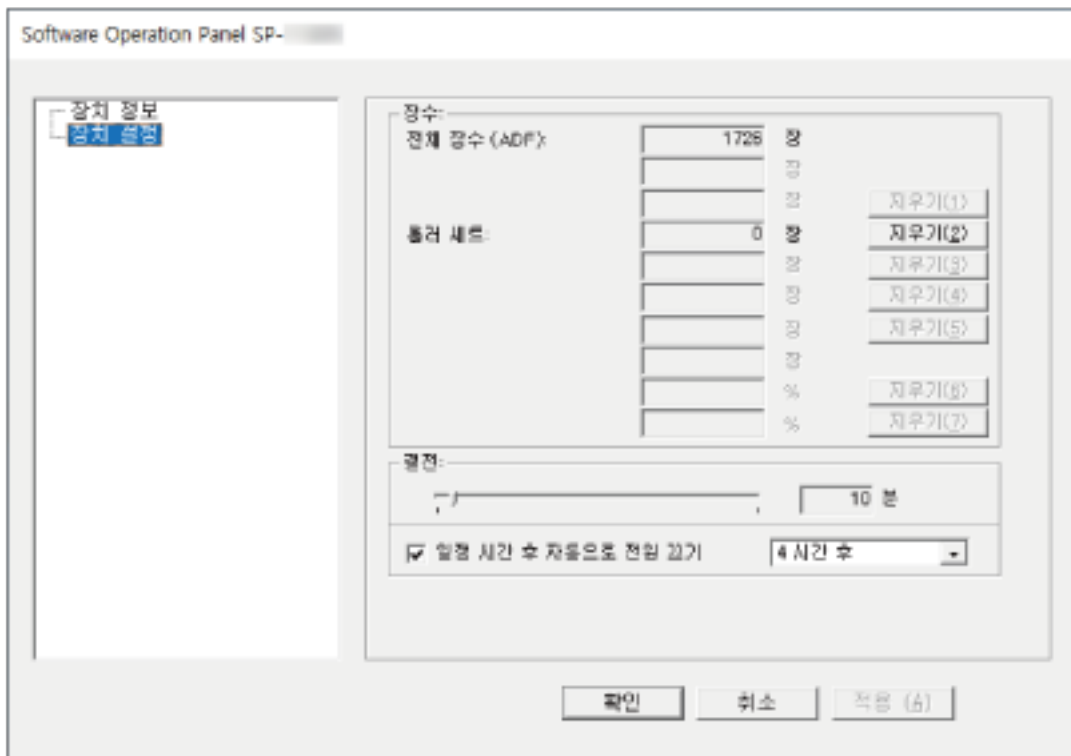 Software Operation Panel SP-
장치 정보
장치 설정
장수:
전체 장수 (ADF): 1726 장
장
장 지우기(1)
롤러 세트: 0 장 지우기(2)
장 지우기(3)
장 지우기(4)
장 지우기(5)
장
% 지우기(6)
% 지우기(7)
절전:
10 분
일정 시간 후 자동으로 전원 끄기 4 시간 후
확인 취소 적용 (A)